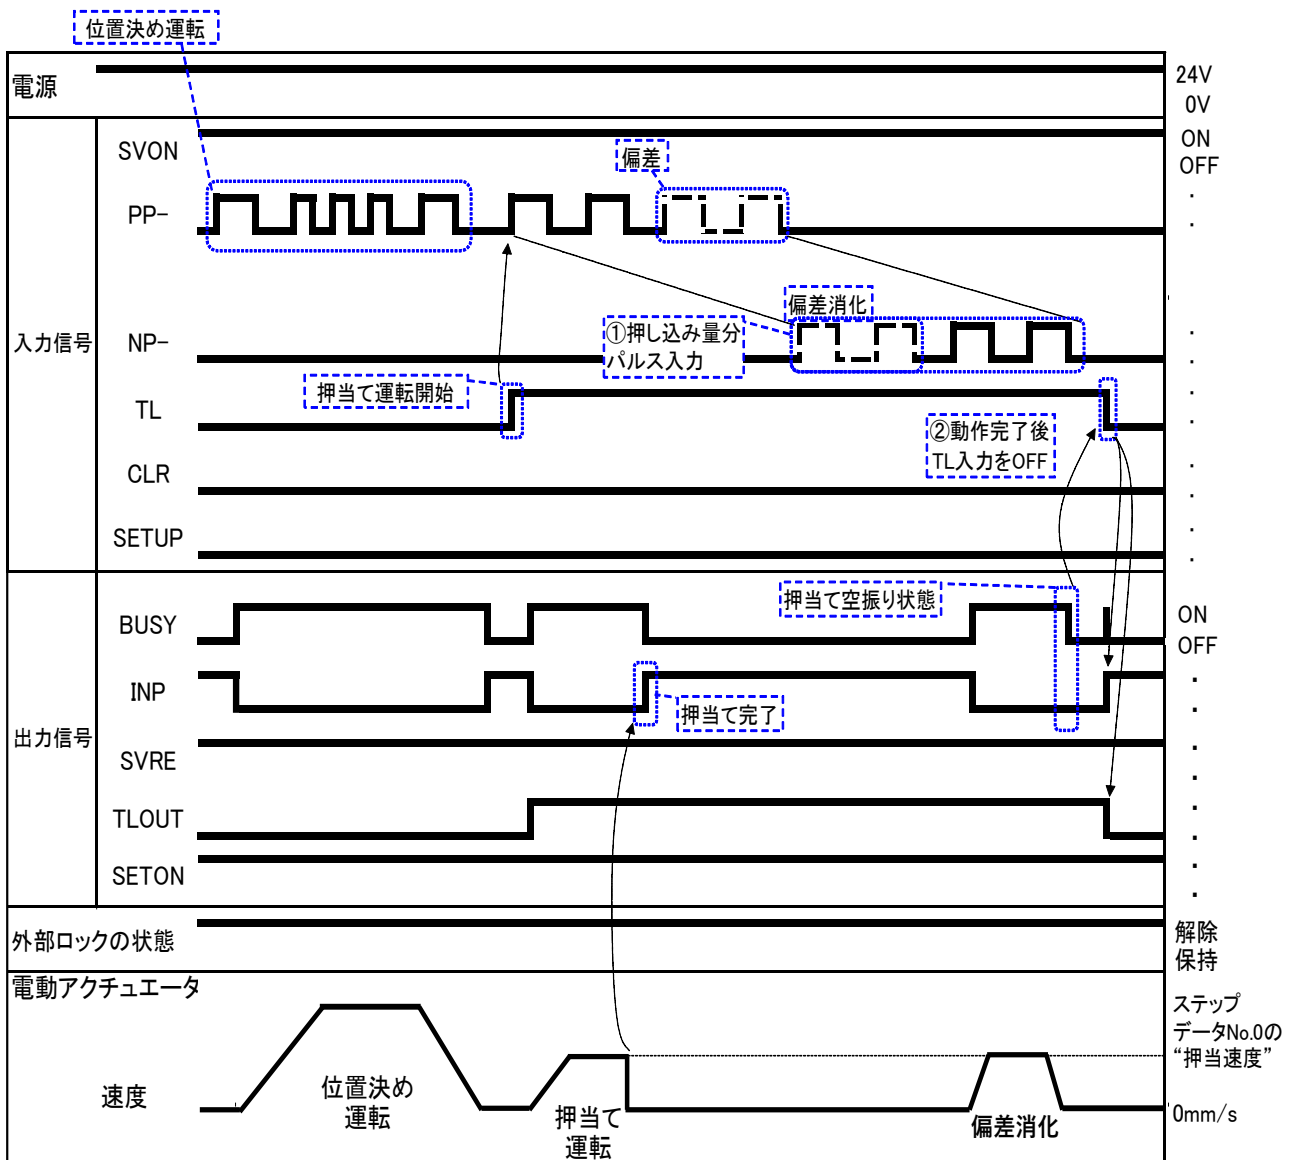 位置決め運転
電源
24V
0V
入力信号
SVON
ON
OFF
偏差
PP-
偏差消化
①押し込み量分
パルス入力
NP-
押当て運転開始
TL
②動作完了後
TL入力をOFF
CLR
SETUP
出力信号
押当て空振り状態
BUSY
ON
OFF
INP
押当て完了
SVRE
TLOUT
SETON
外部ロックの状態
解除
保持
電動アクチュエータ
ステップ
データNo.0の
“押当速度”
速度
位置決め
運転
押当て
運転
偏差消化
0mm/s